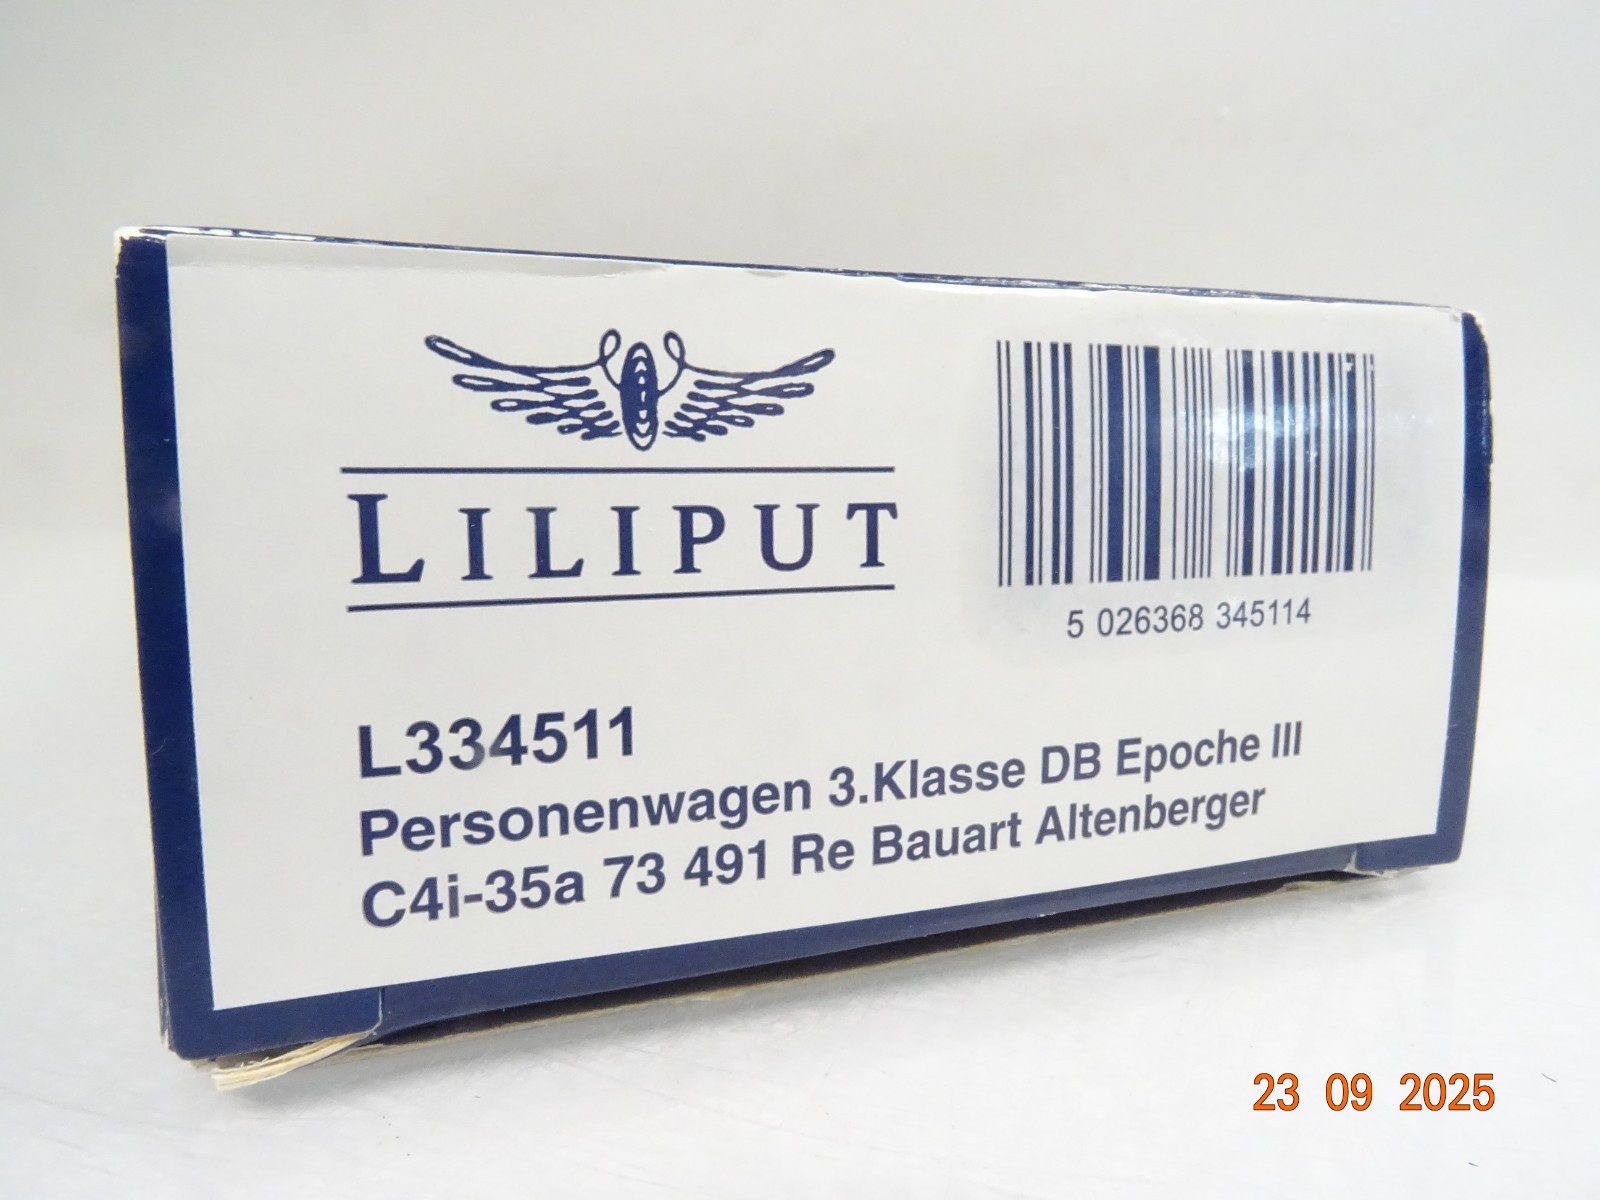 LILIPUT
5 026368 345114
L334511
Personenwagen 3.Klasse DB Epoche III
C4i-35a 73 491 Re Bauart Altenberger
23 09 2025